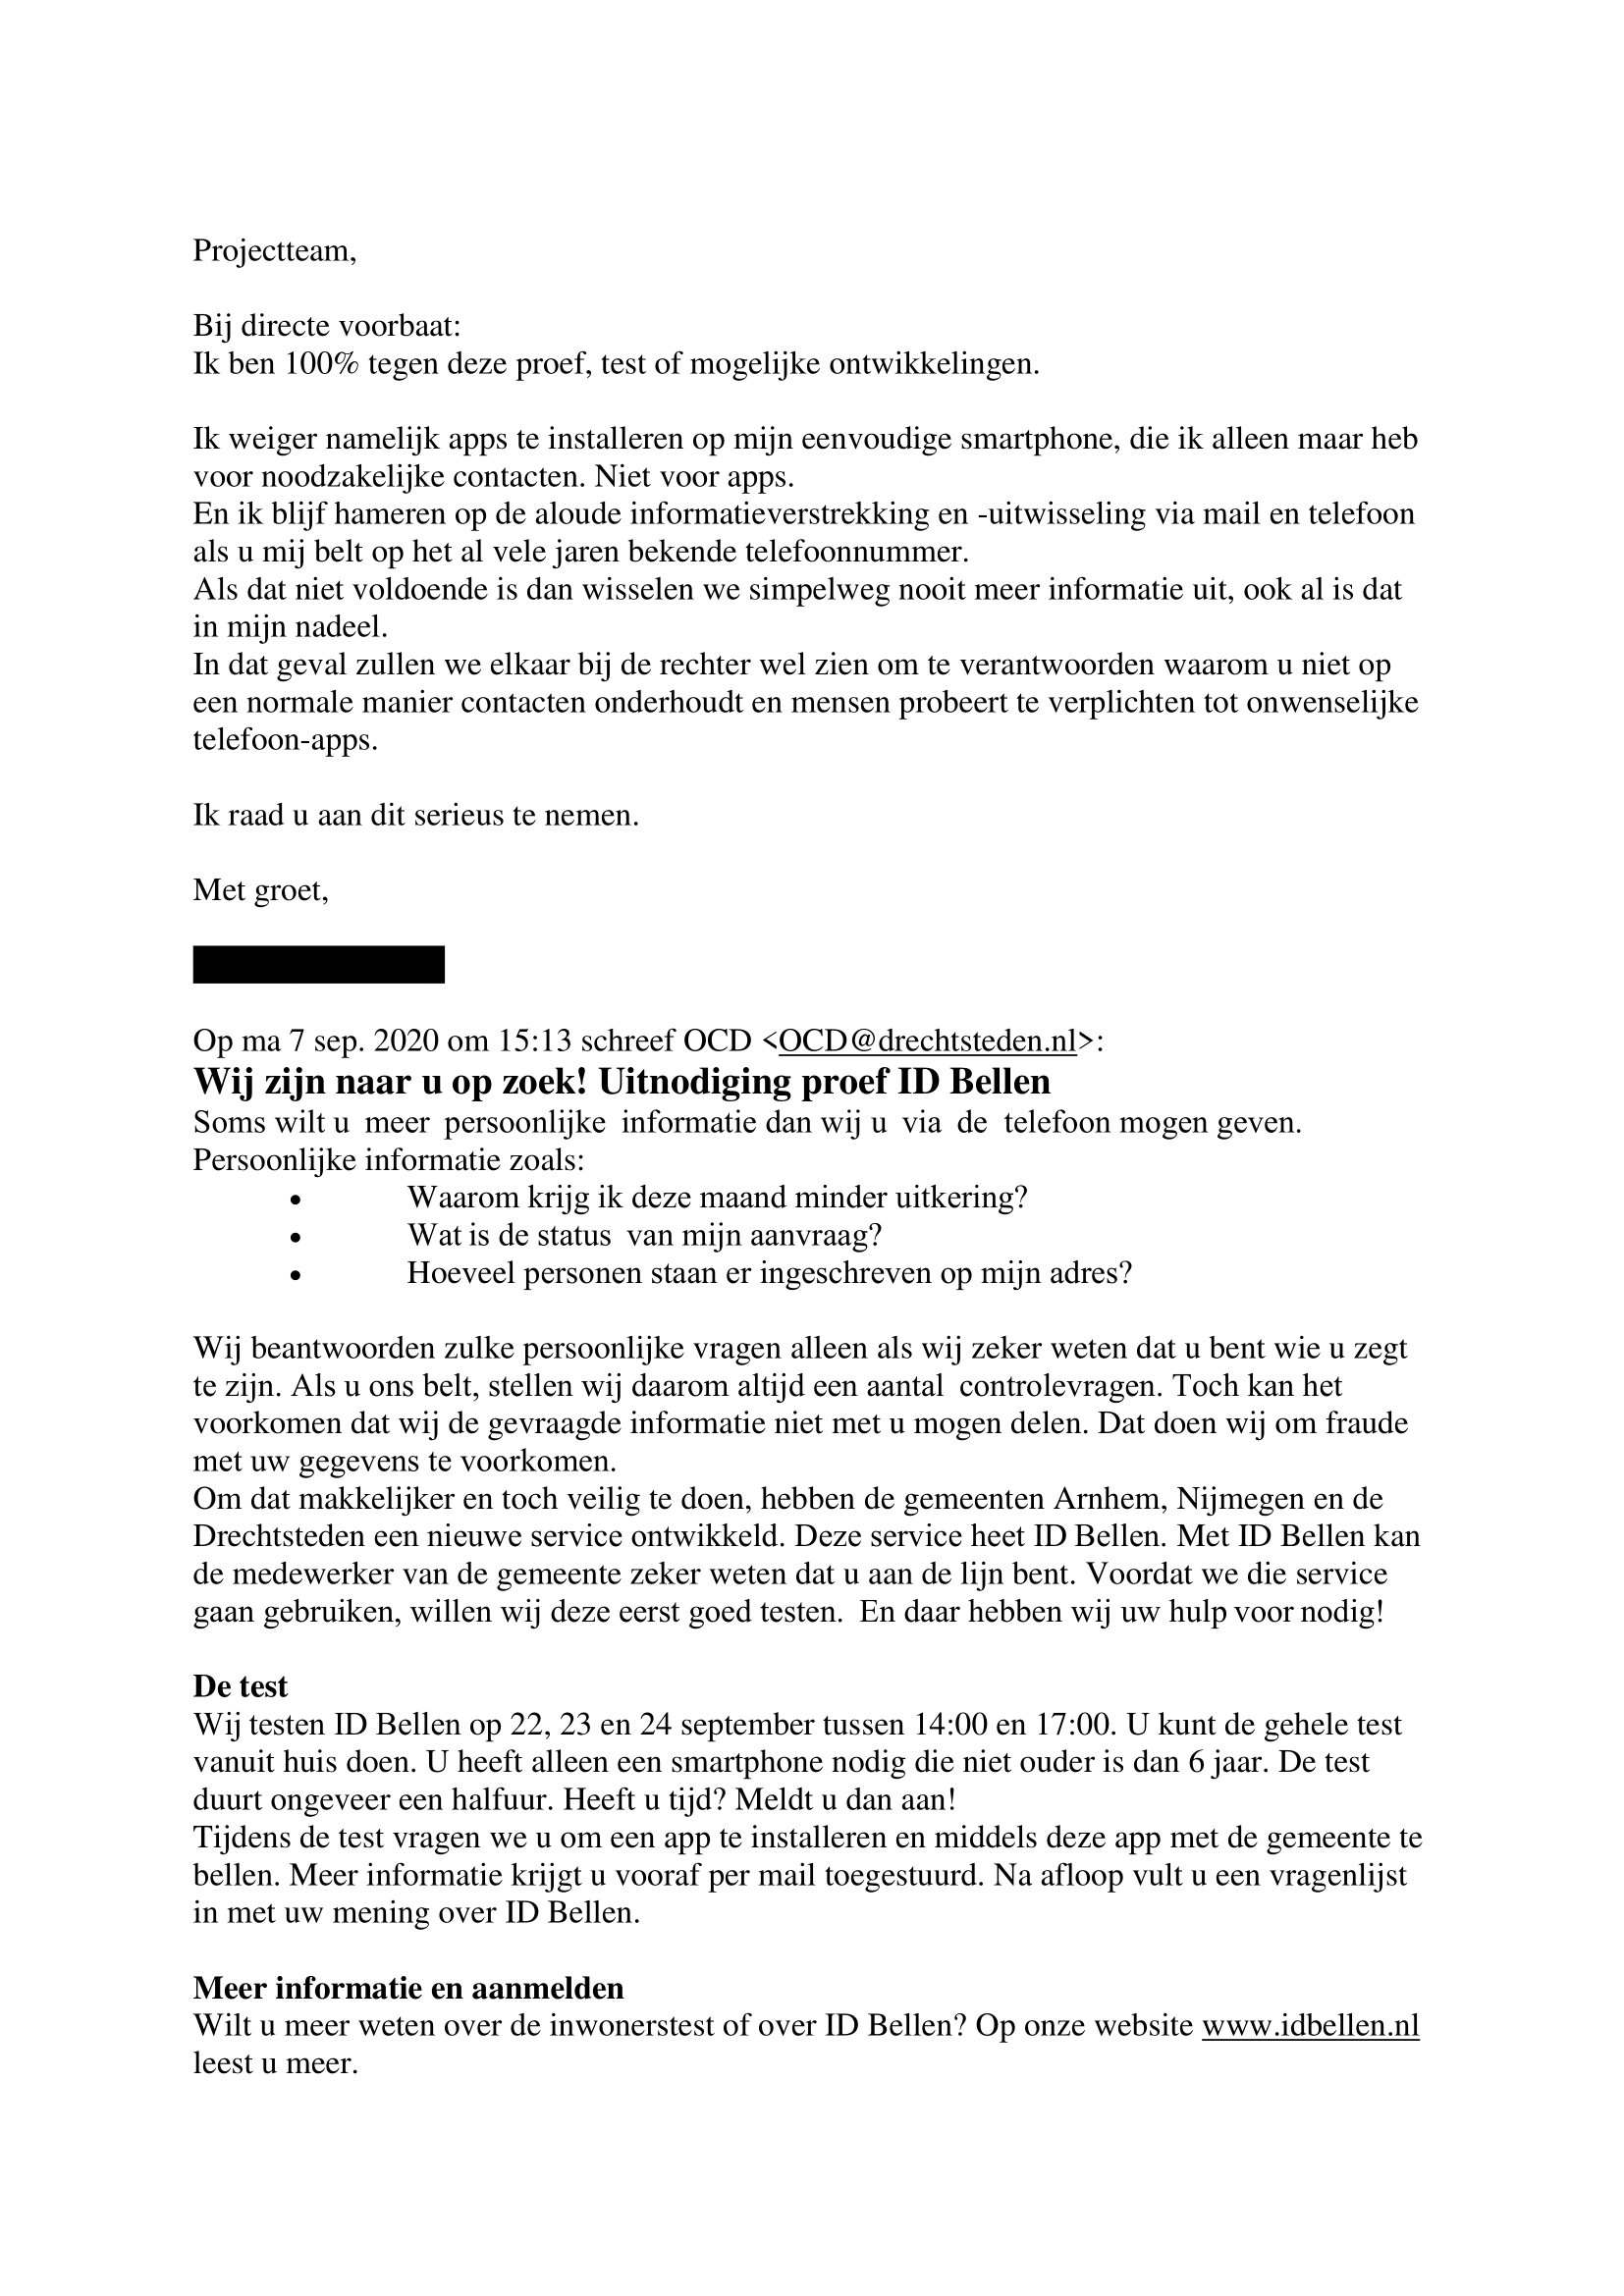 Projectteam,
Bij directe voorbaat:
Ik ben 100% tegen deze proef, test of mogelijke ontwikkelingen.
Ik weiger namelijk apps te installeren op mijn eenvoudige smartphone, die ik alleen maar heb
voor noodzakelijke contacten. Niet voor apps.
En ik blijf hameren op de aloude informatieverstrekking en -uitwisseling via mail en telefoon
als u mij belt op het al vele jaren bekende telefoonnummer.
Als dat niet voldoende is dan wisselen we simpelweg nooit meer informatie uit, ook al is dat
in mijn nadeel.
In dat geval zullen we elkaar bij de rechter wel zien om te verantwoorden waarom u niet op
een normale manier contacten onderhoudt en mensen probeert te verplichten tot onwenselijke
telefoon-apps.
Ik raad u aan dit serieus te nemen.
Met groet,
Op ma 7 sep. 2020 om 15:13 schreef OCD <OCD@drechtsteden.nl>:
Wij zijn naar u op zoek! Uitnodiging proef ID Bellen
Soms wilt u meer persoonlijke informatie dan wij u via de telefoon mogen geven.
Persoonlijke informatie zoals:
• Waarom krijg ik deze maand minder uitkering?
• Wat is de status van mijn aanvraag?
• Hoeveel personen staan er ingeschreven op mijn adres?
Wij beantwoorden zulke persoonlijke vragen alleen als wij zeker weten dat u bent wie u zegt
te zijn. Als u ons belt, stellen wij daarom altijd een aantal controlevragen. Toch kan het
voorkomen dat wij de gevraagde informatie niet met u mogen delen. Dat doen wij om fraude
met uw gegevens te voorkomen.
Om dat makkelijker en toch veilig te doen, hebben de gemeenten Arnhem, Nijmegen en de
Drechtsteden een nieuwe service ontwikkeld. Deze service heet ID Bellen. Met ID Bellen kan
de medewerker van de gemeente zeker weten dat u aan de lijn bent. Voordat we die service
gaan gebruiken, willen wij deze eerst goed testen. En daar hebben wij uw hulp voor nodig!
De test
Wij testen ID Bellen op 22, 23 en 24 september tussen 14:00 en 17:00. U kunt de gehele test
vanuit huis doen. U heeft alleen een smartphone nodig die niet ouder is dan 6 jaar. De test
duurt ongeveer een halfuur. Heeft u tijd? Meldt u dan aan!
Tijdens de test vragen we u om een app te installeren en middels deze app met de gemeente te
bellen. Meer informatie krijgt u vooraf per mail toegestuurd. Na afloop vult u een vragenlijst
in met uw mening over ID Bellen.
Meer informatie en aanmelden
Wilt u meer weten over de inwonerstest of over ID Bellen? Op onze website www.idbellen.nl
leest u meer.